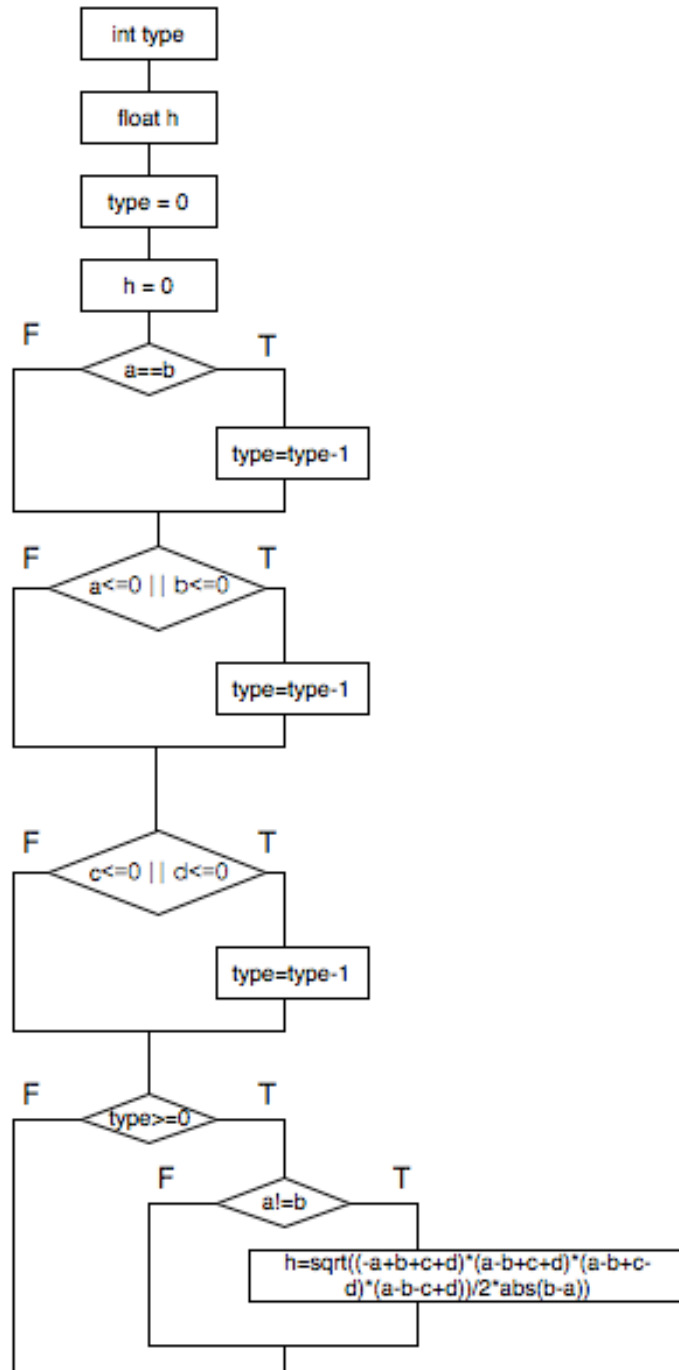 int type
float h
type = 0
h = 0
F
T
a==b
type=type-1
F
T
a<=0 || b<=0
type=type-1
F
T
c<=0 || d<=0
type=type-1
F
T
type>=0
F
T
a!=b
h=sqrt((-a+b+c+d)*(a-b+c+d)*(a-b+c-
d)*(a-b-c+d))/2*abs(b-a))